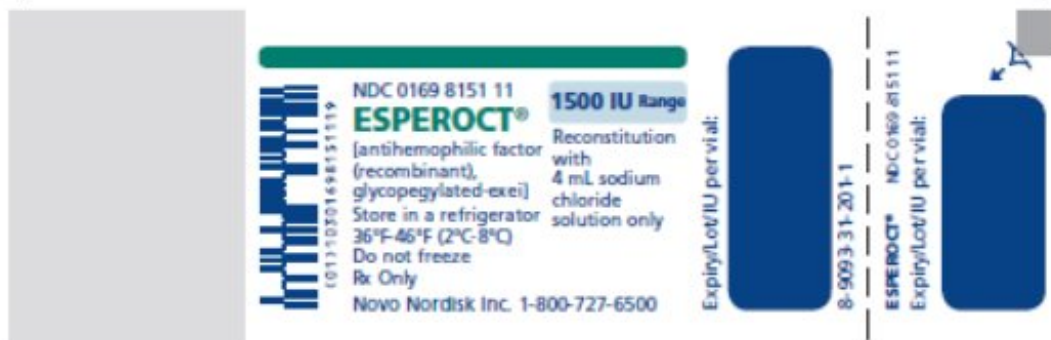 NDC 0169 8151 11
ESPEROCT®
[antihemophilic factor
(recombinant),
glycopegylated-exei]
Store in a refrigerator
36°F-46°F (2°C-8°C)
Do not freeze
Rx Only
Novo Nordisk Inc. 1-800-727-6500
1500 IU Range
Reconstitution
with
4 mL sodium
chloride
solution only
(01)10301698151119
Expiry/Lot/IU per vial:
8-9093-31-201-1
ESPEROCT® NDC 0169 8151 11
Expiry/Lot/IU per vial: